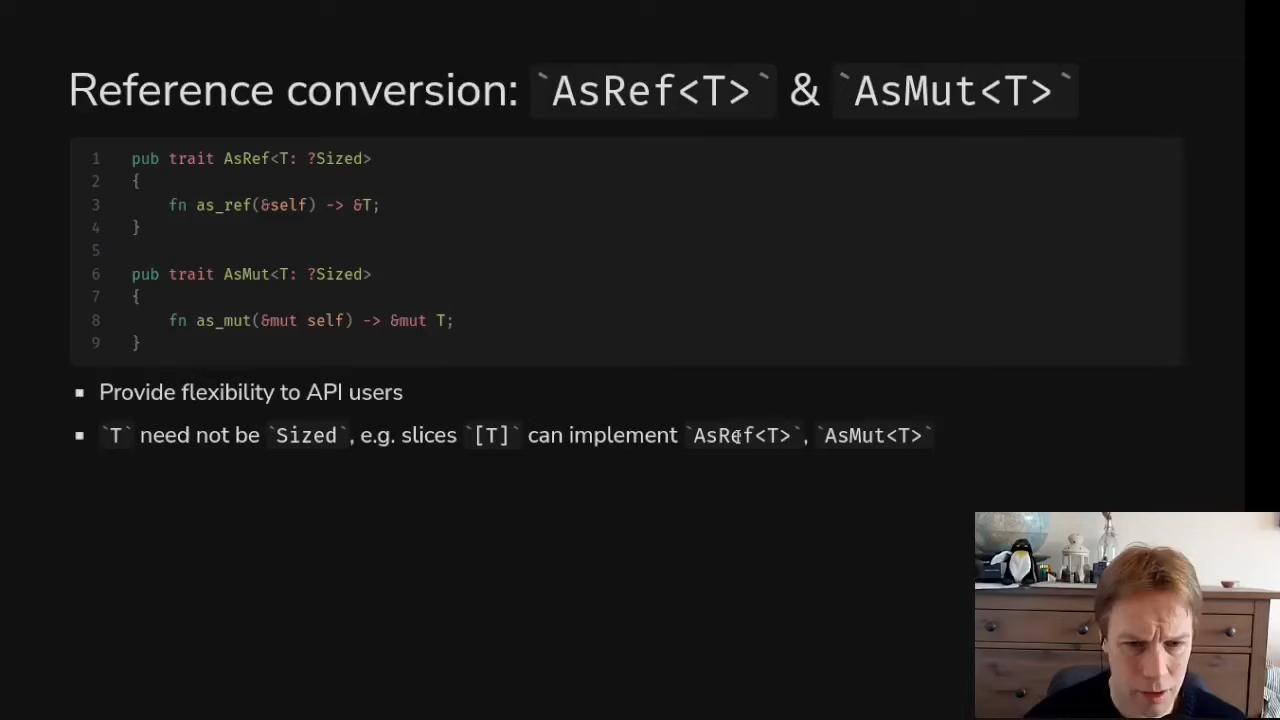 Reference conversion: `AsRef<T>` & `AsMut<T>`
1 pub trait AsRef<T: ?Sized>
2 {
3 fn as_ref(&self) -> &T;
4 }
5
6 pub trait AsMut<T: ?Sized>
7 {
8 fn as_mut(&mut self) -> &mut T;
9 }
▪ Provide flexibility to API users
▪ `T` need not be `Sized`, e.g. slices `[T]` can implement `AsRef<T>`, `AsMut<T>`